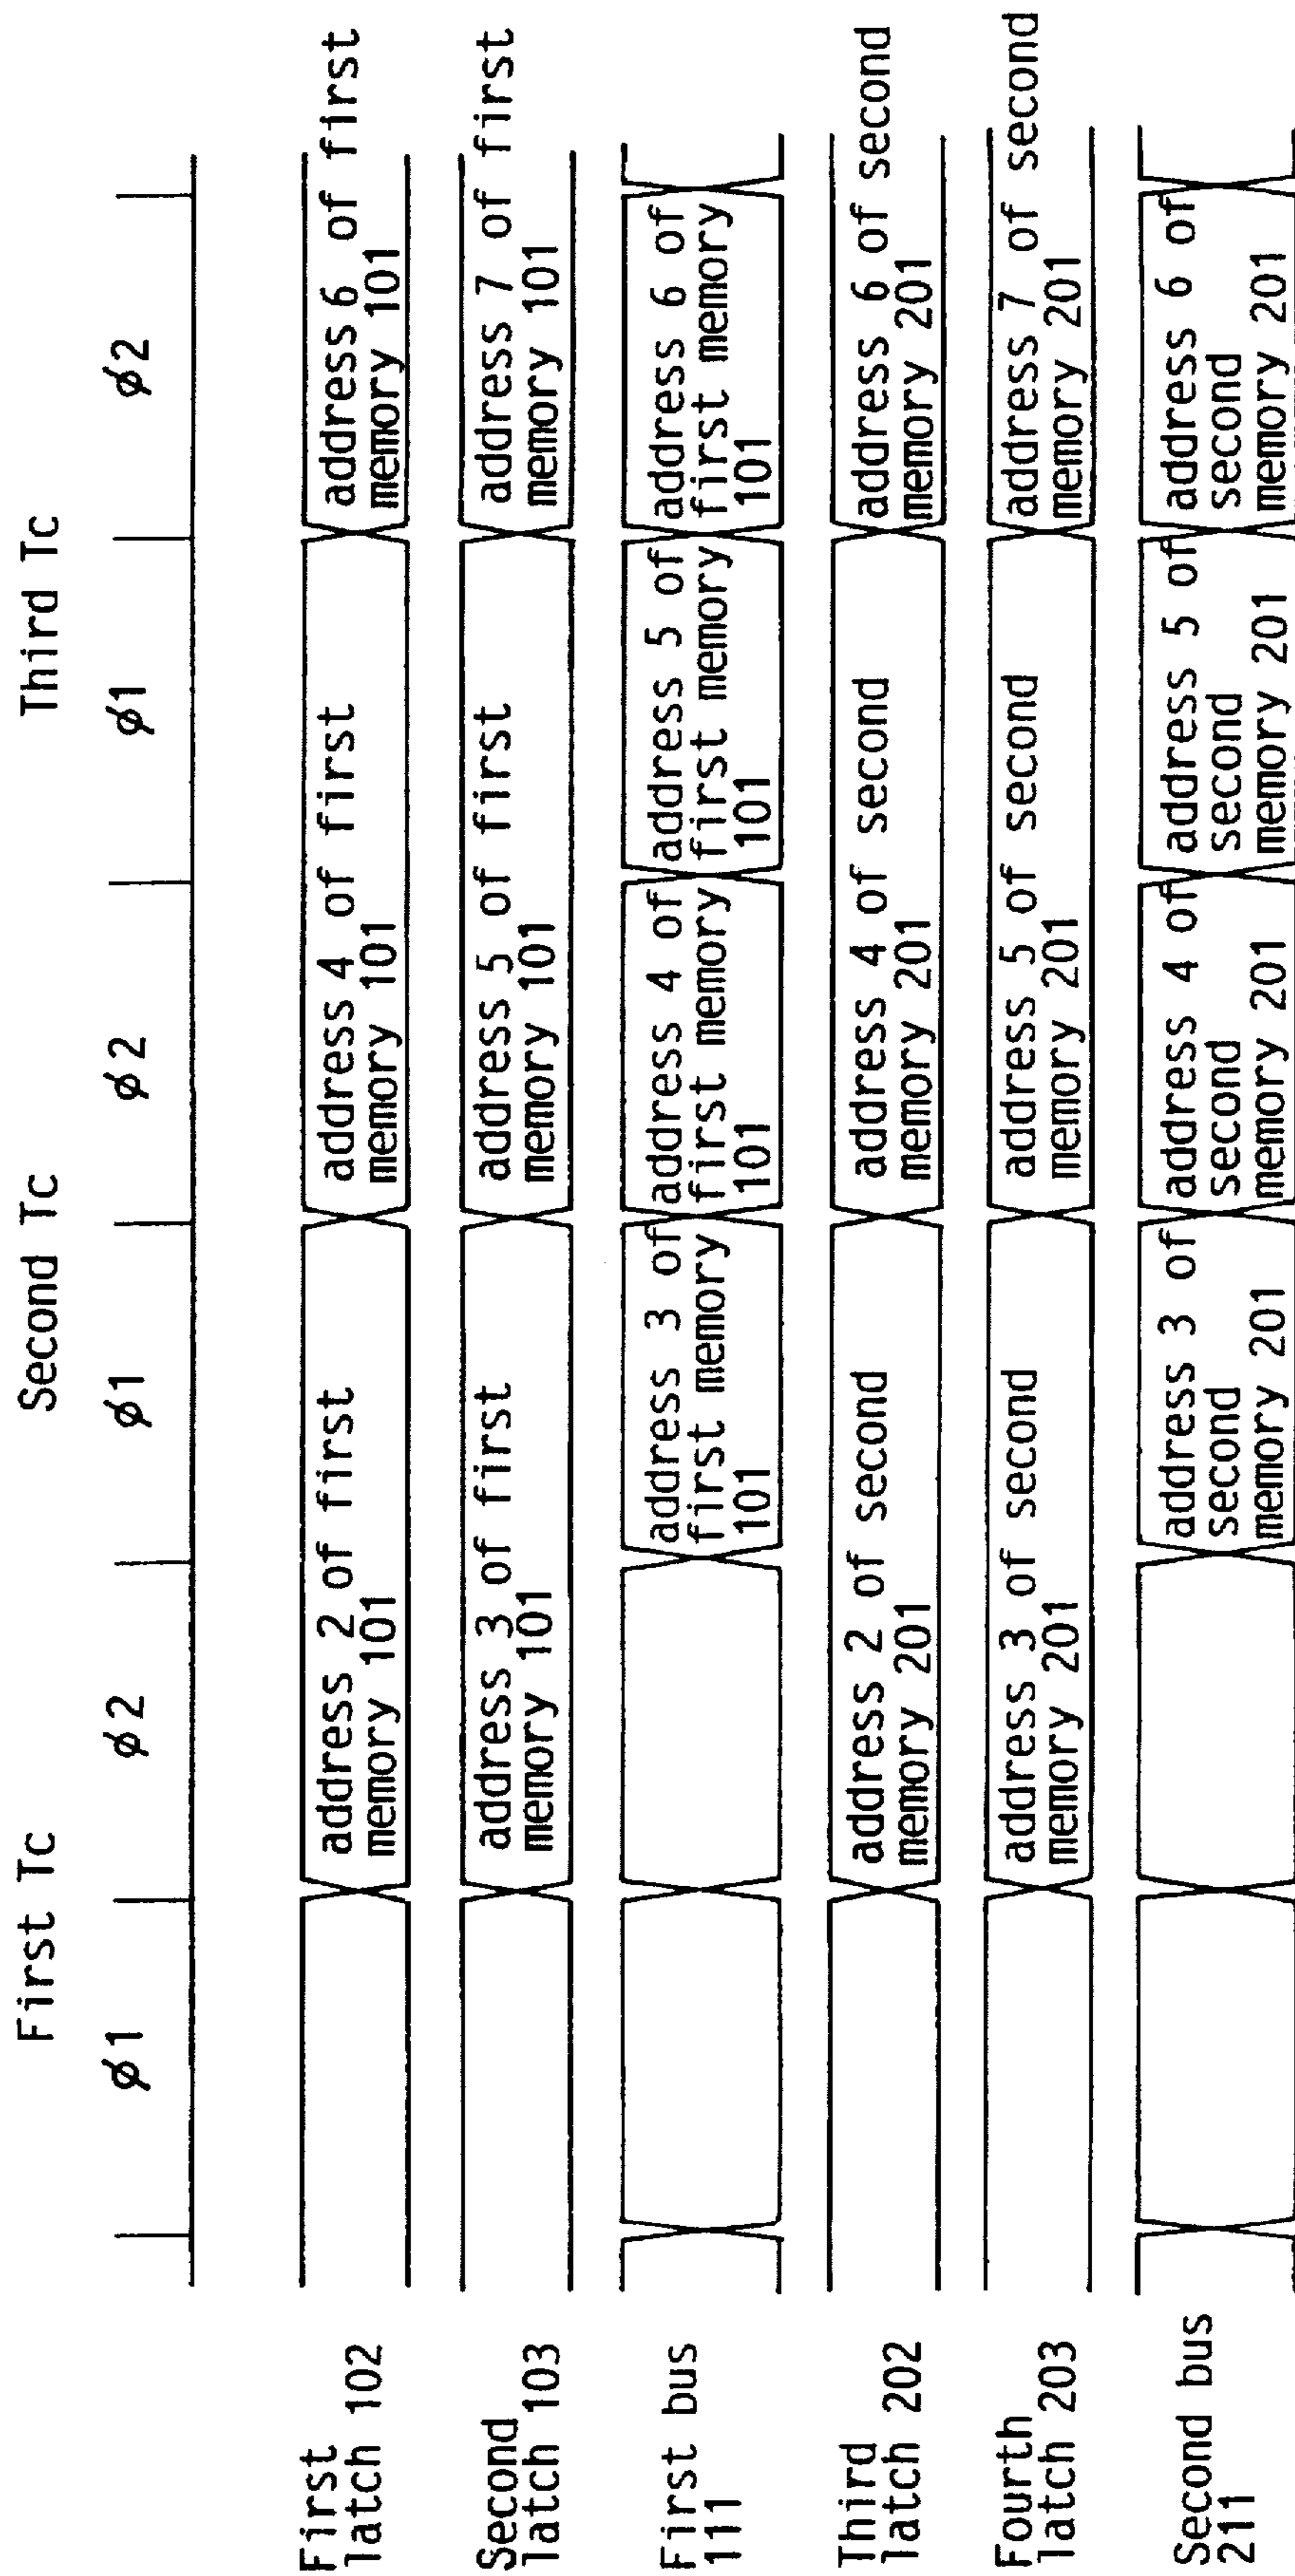 First Tc
Second Tc
Third Tc
ø1
ø2
ø1
ø2
ø1
ø2
First
latch 102
address 2 of first
memory 101
address 4 of first
memory 101
address 6 of first
memory 101
Second
latch 103
address 3 of first
memory 101
address 5 of first
memory 101
address 7 of first
memory 101
First bus
111
address 3 of
first memory
101
address 4 of
first memory
101
address 5 of
first memory
101
address 6 of
first memory
101
Third
latch 202
address 2 of second
memory 201
address 4 of second
memory 201
address 6 of second
memory 201
Fourth
latch 203
address 3 of second
memory 201
address 5 of second
memory 201
address 7 of second
memory 201
Second bus
211
address 3 of
second
memory 201
address 4 of
second
memory 201
address 5 of
second
memory 201
address 6 of
second
memory 201